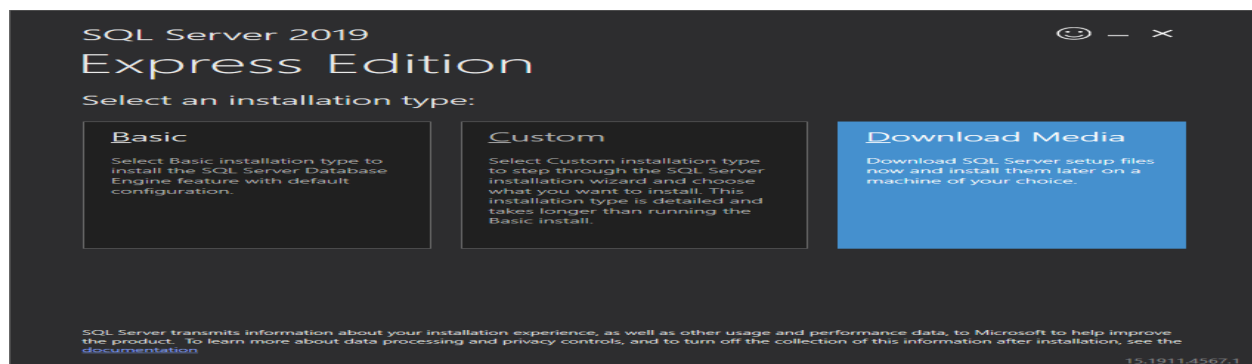 SQL Server 2019
Express Edition
Select an installation type:
Basic
Select Basic installation type to
install the SQL Server Database
Engine feature with default
configuration.
Custom
Select Custom installation type
to step through the SQL Server
installation wizard and choose
what you want to install. This
installation type is detailed and
takes longer than running the
Basic install.
Download Media
Download SQL Server setup files
now and install them later on a
machine of your choice.
SQL Server transmits information about your installation experience, as well as other usage and performance data, to Microsoft to help improve
the product. To learn more about data processing and privacy controls, and to turn off the collection of this information after installation, see the
documentation
15.1911.4567.1